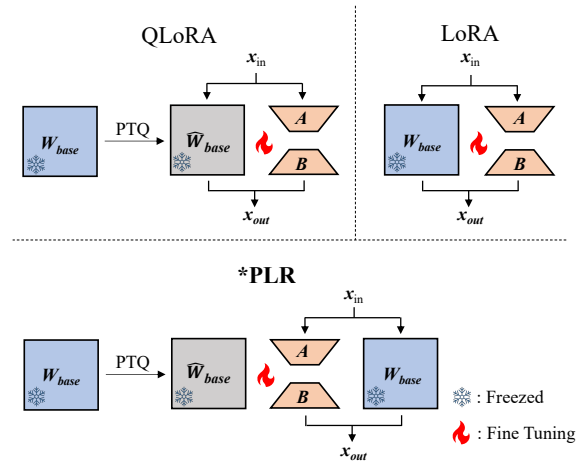 QLoRA
x_in
W_base
PTQ
Ŵ_base
A
B
x_out
LoRA
x_in
W_base
A
B
x_out
*PLR
x_in
W_base
PTQ
Ŵ_base
A
B
W_base
x_out
: Freezed
: Fine Tuning